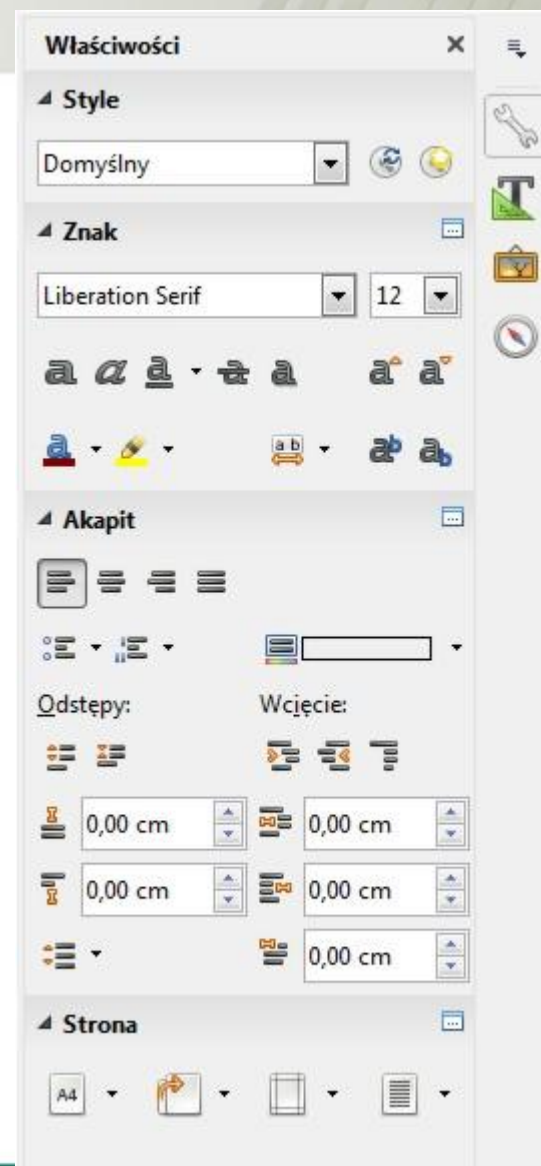 Właściwości
Style
Domyślny
Znak
Liberation Serif 12
Akapit
Odstępy: Wcięcie:
0,00 cm 0,00 cm
0,00 cm 0,00 cm
0,00 cm
Strona
A4